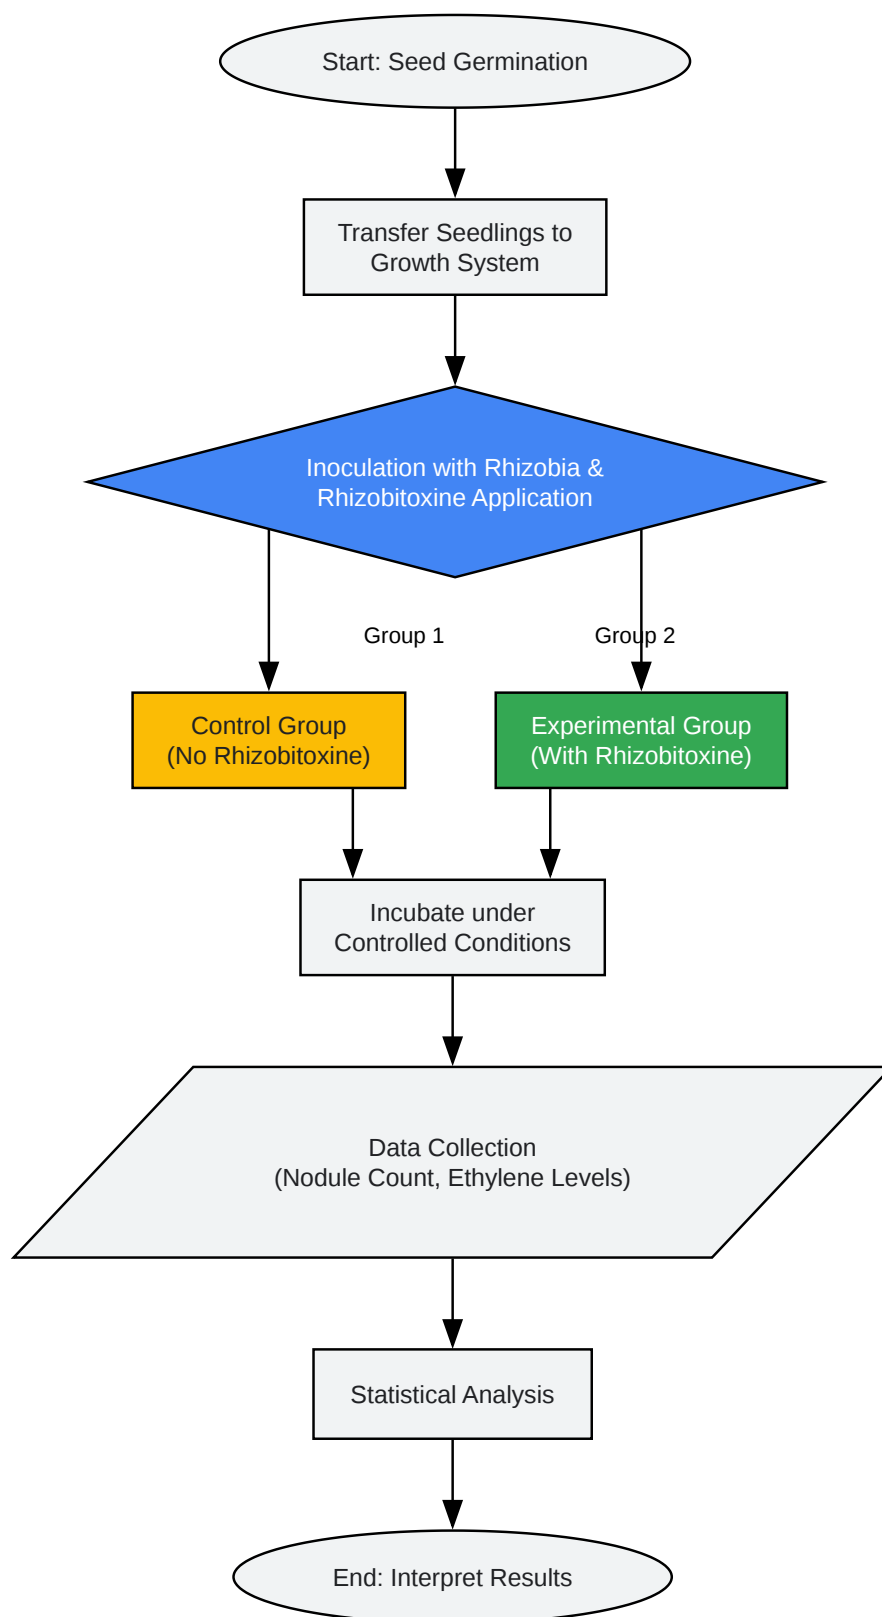 Start: Seed Germination
Transfer Seedlings to
Growth System
Inoculation with Rhizobia &
Rhizobitoxine Application
Group 1
Group 2
Control Group
(No Rhizobitoxine)
Experimental Group
(With Rhizobitoxine)
Incubate under
Controlled Conditions
Data Collection
(Nodule Count, Ethylene Levels)
Statistical Analysis
End: Interpret Results